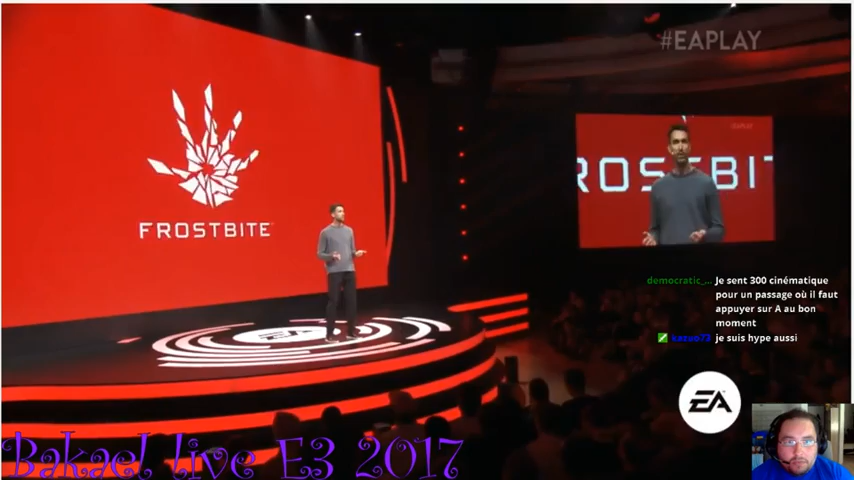 #EAPLAY
FROSTBITE
ROSTBIT
democratic_... Je sent 300 cinématique
pour un passage où il faut
appuyer sur A au bon
moment
kazuo73 je suis hype aussi
EA
EA
Bakael live E3 2017